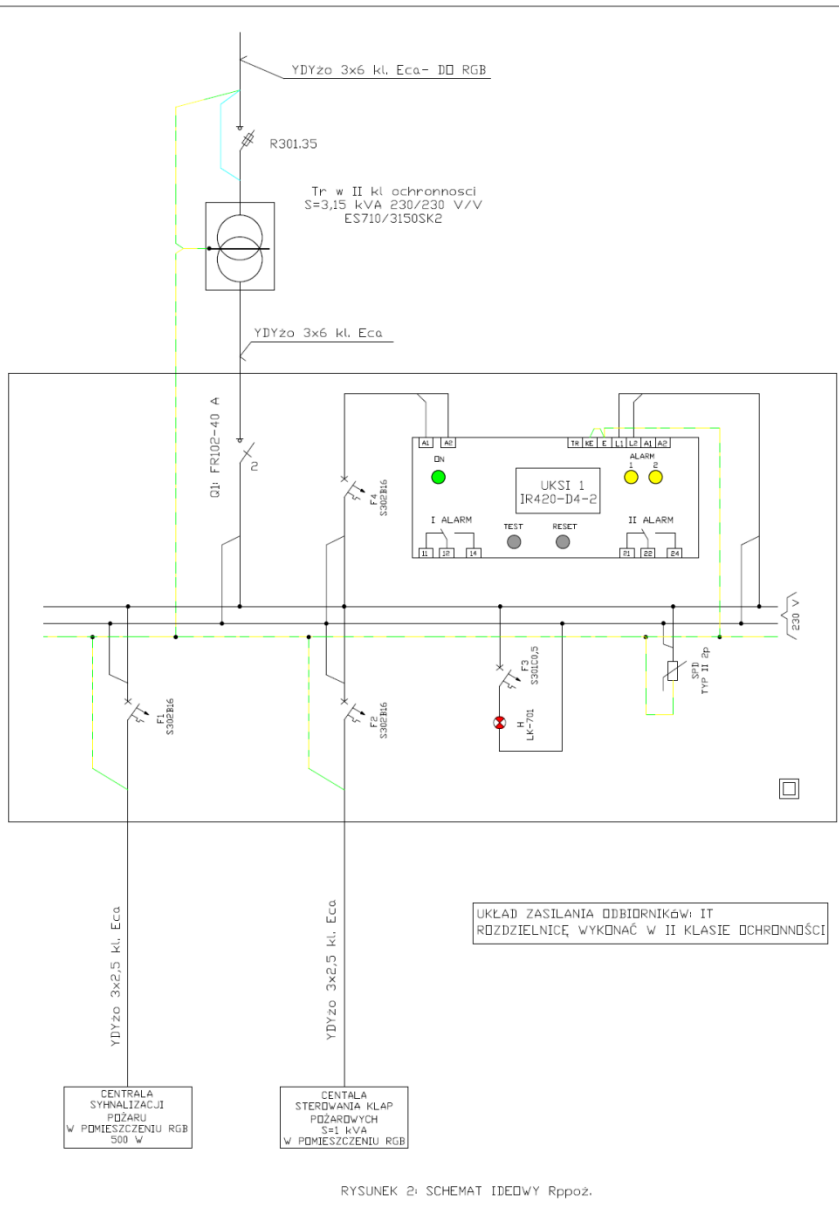 YDYżo 3x6 kl. Eca- DO RGB
R301.35
Tr w II kl ochronnosci
S=3,15 kVA 230/230 V/V
ES710/3150SK2
YDYżo 3x6 kl. Eca
Q1: FR102-40 A
2
F4
S302B16
A1 A2
TR KE E L1 L2 A1 A2
ON
ALARM
1 2
UKSI 1
IR420-D4-2
I ALARM
TEST
RESET
II ALARM
11 12 14
21 22 24
230 V
F1
S302B16
F2
S302B16
F3
S301C0,5
H
LK-701
SPD
TYP II 2p
YDYżo 3x2,5 kl. Eca
YDYżo 3x2,5 kl. Eca
UKŁAD ZASILANIA ODBIORNIKóW: IT
ROZDZIELNICĘ WYKONAĆ W II KLASIE OCHRONNOŚCI
CENTRALA
SYHNALIZACJI
POŻARU
W POMIESZCZENIU RGB
500 W
CENTALA
STEROWANIA KLAP
POŻAROWYCH
S=1 kVA
W POMIESZCZENIU RGB
RYSUNEK 2: SCHEMAT IDEOWY Rppoż.